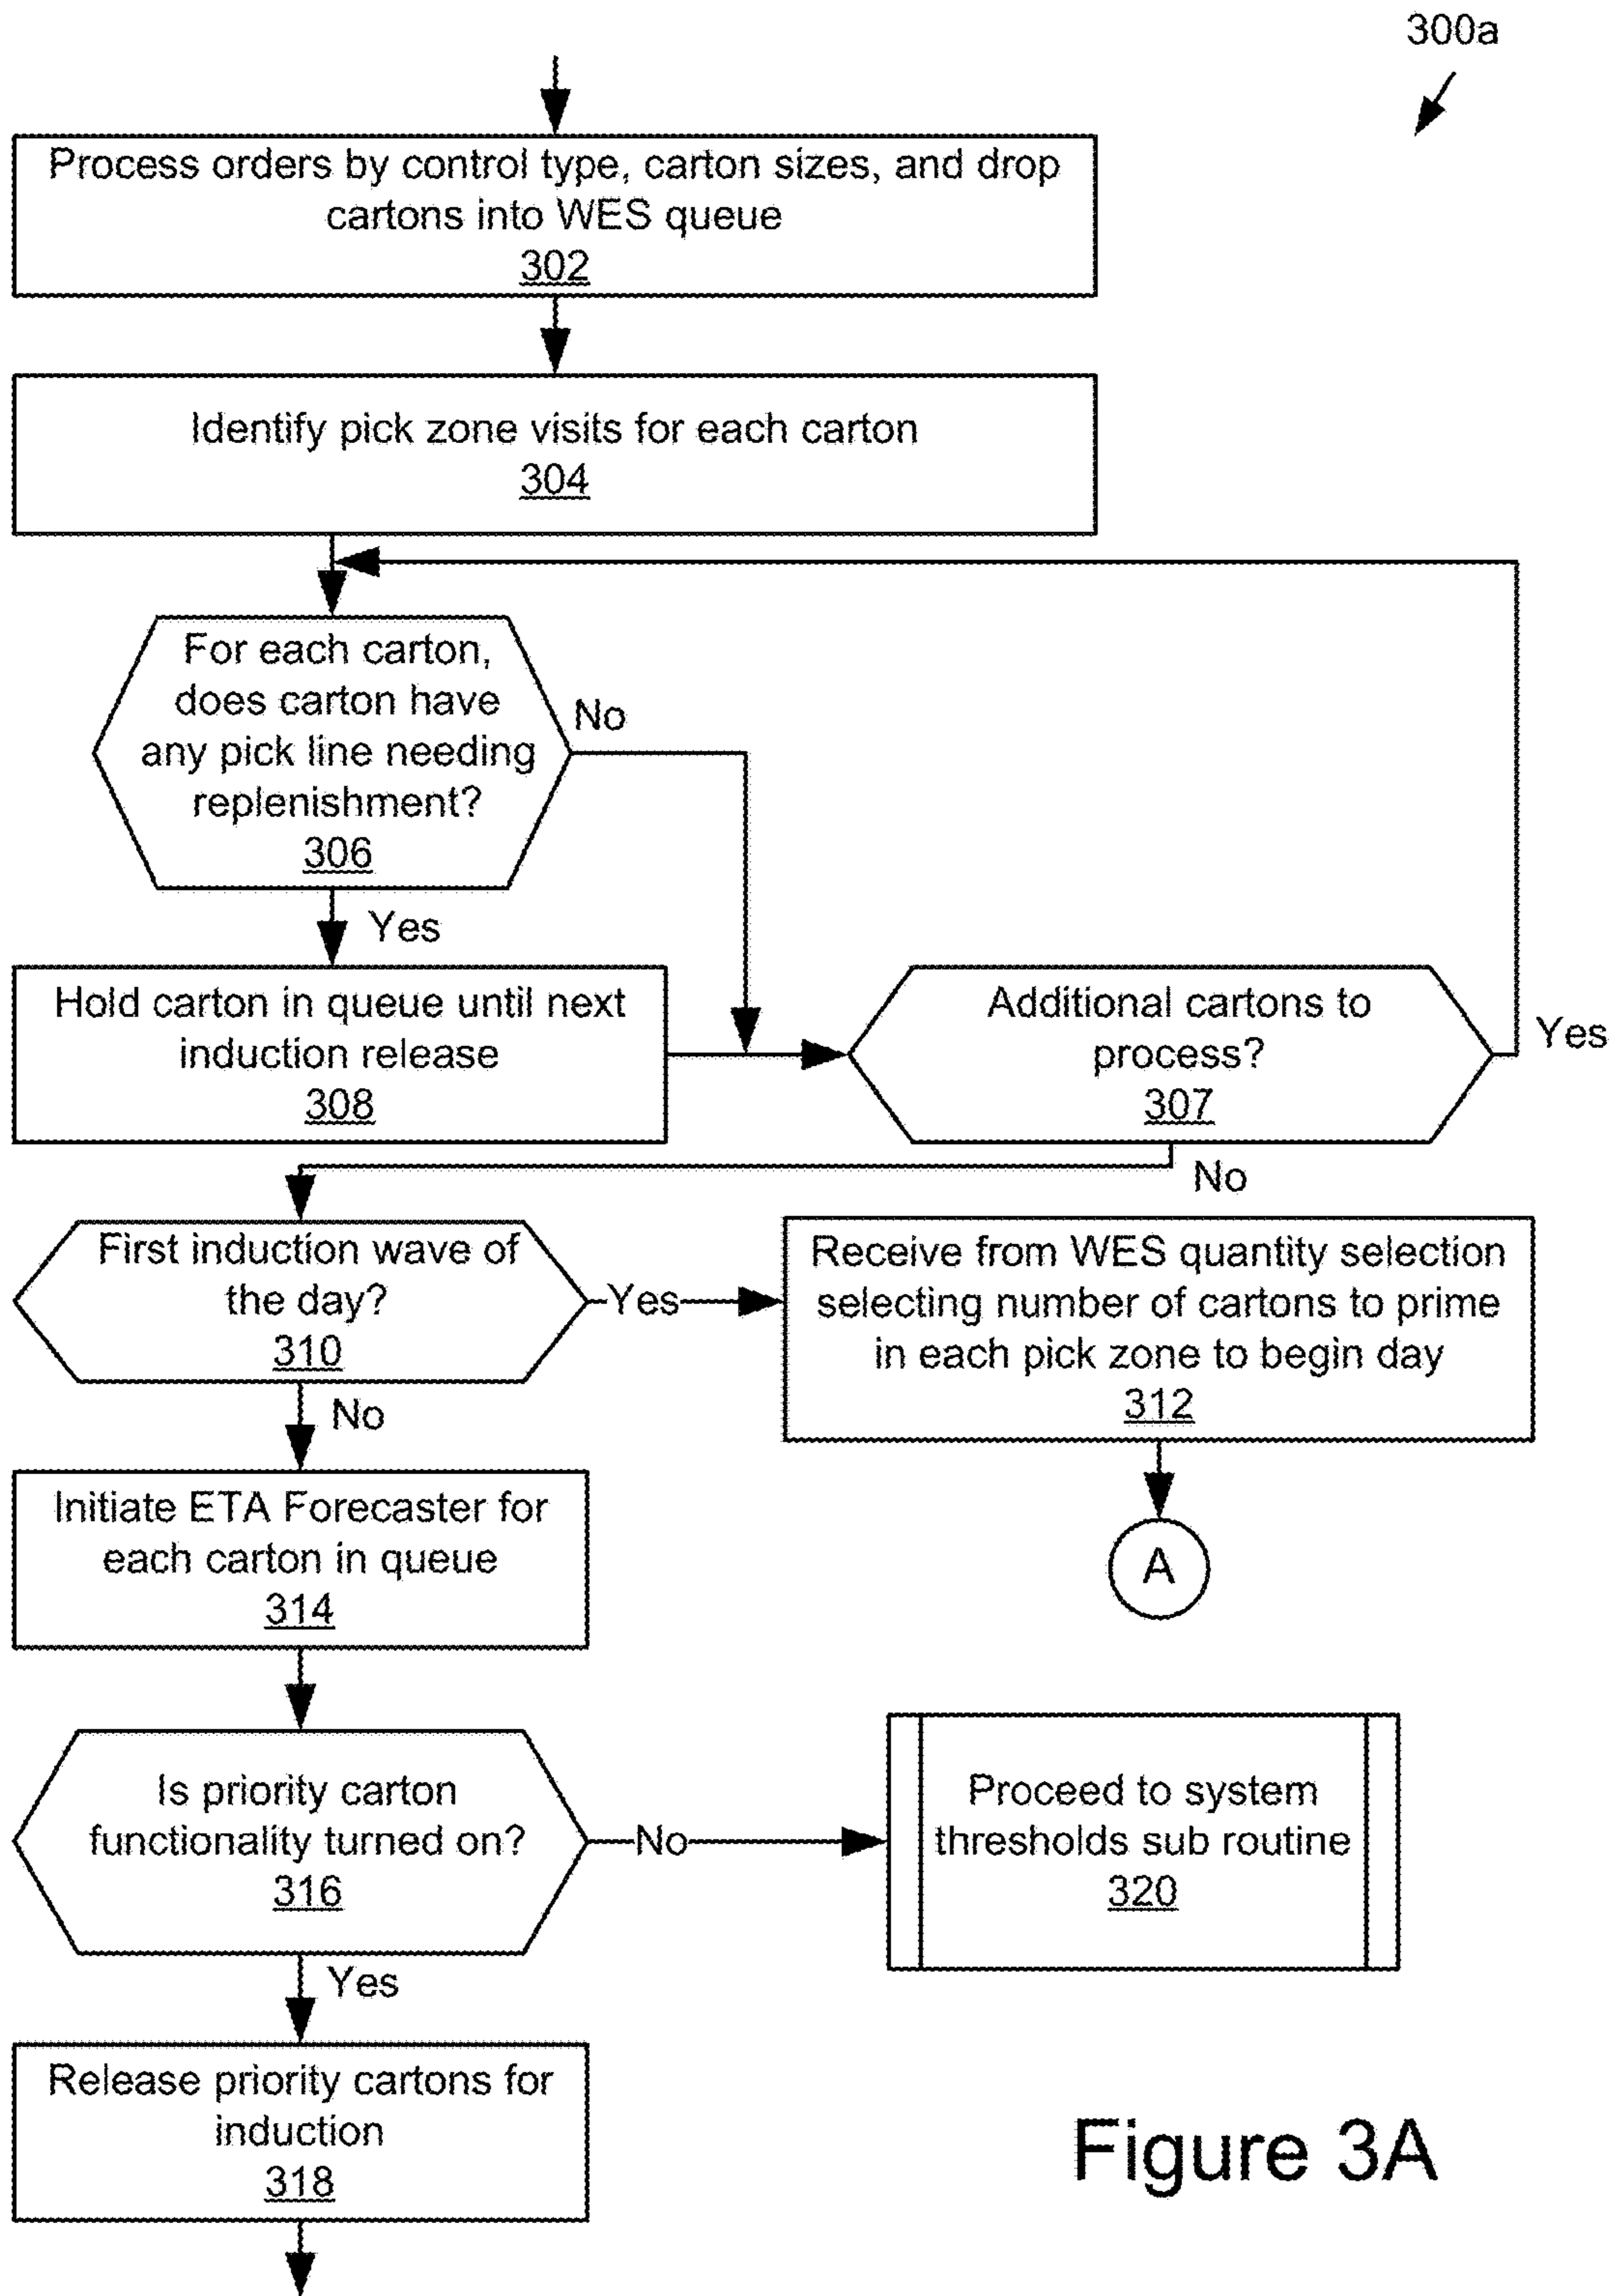 300a
Process orders by control type, carton sizes, and drop
cartons into WES queue
302
Identify pick zone visits for each carton
304
For each carton,
does carton have
any pick line needing
replenishment?
306
No
Yes
Hold carton in queue until next
induction release
308
Additional cartons to
process?
307
Yes
No
First induction wave of
the day?
310
Yes
Receive from WES quantity selection
selecting number of cartons to prime
in each pick zone to begin day
312
No
A
Initiate ETA Forecaster for
each carton in queue
314
Is priority carton
functionality turned on?
316
No
Proceed to system
thresholds sub routine
320
Yes
Release priority cartons for
induction
318
Figure 3A